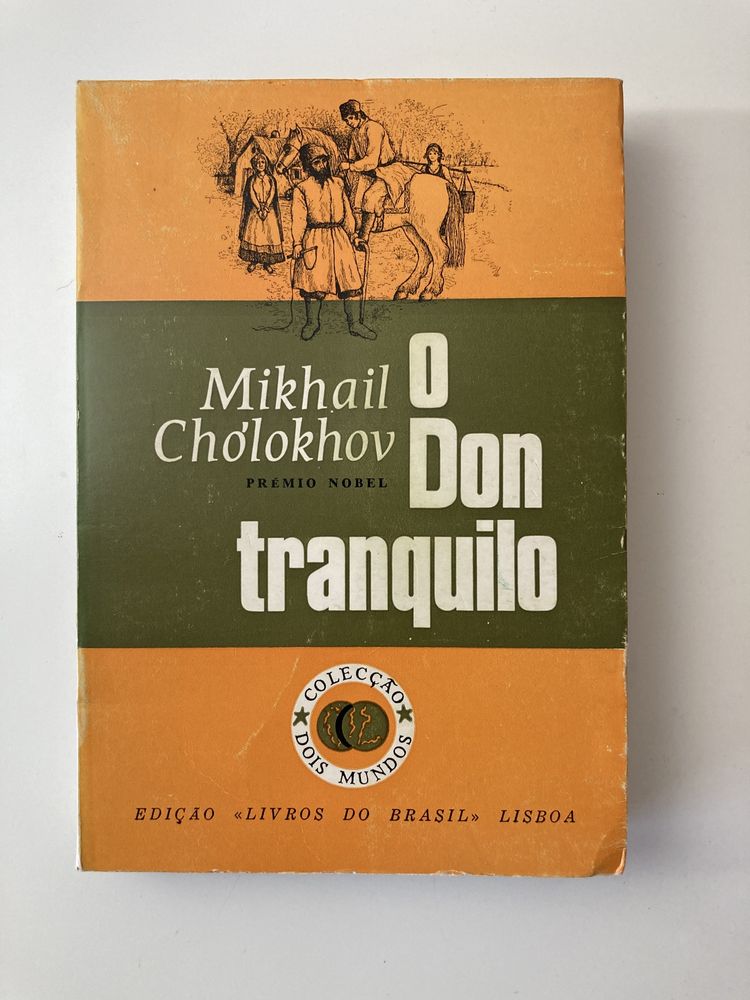 Mikhail
Chólokhov
PRÉMIO NOBEL
O
Don
tranquilo
COLECÇÃO
DOIS MUNDOS
EDIÇÃO «LIVROS DO BRASIL» LISBOA